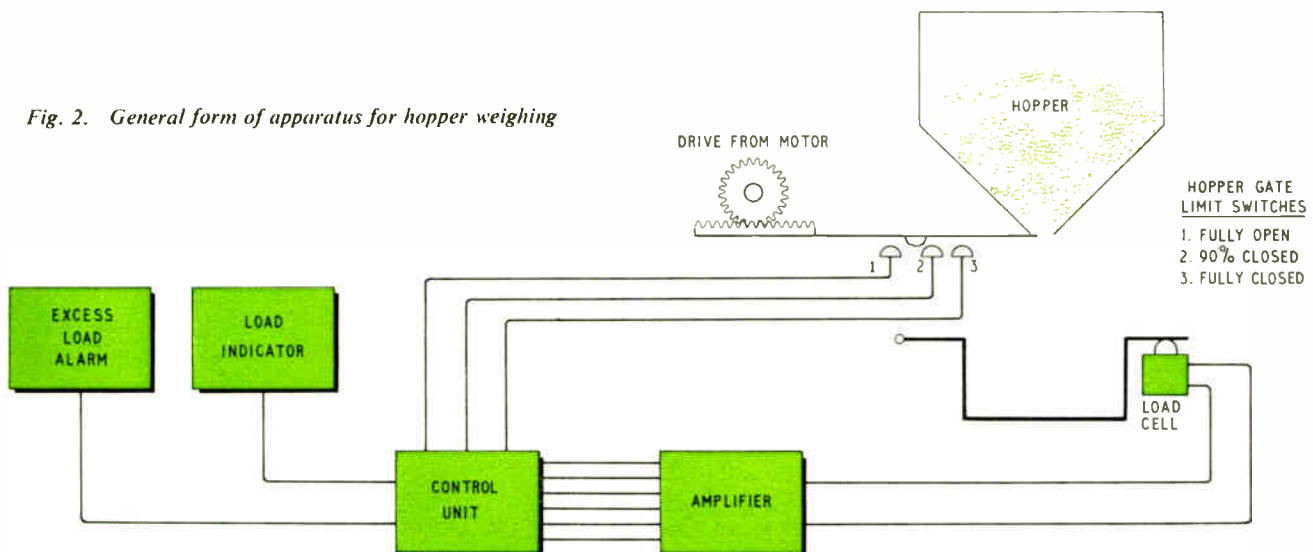 Fig. 2. General form of apparatus for hopper weighing
HOPPER
DRIVE FROM MOTOR
HOPPER GATE
LIMIT SWITCHES
1. FULLY OPEN
2. 90% CLOSED
3. FULLY CLOSED
1 2 3
EXCESS
LOAD
ALARM
LOAD
INDICATOR
LOAD
CELL
CONTROL
UNIT
AMPLIFIER